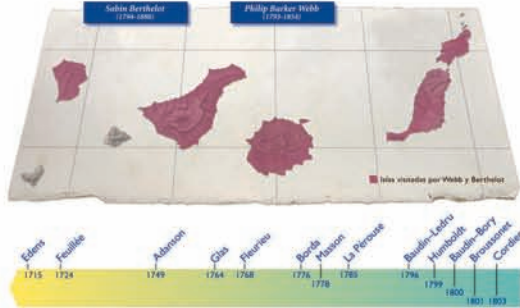 Sabin Berthelot
(1794-1880)
Philip Barker Webb
(1793-1854)
Islas visitadas por Webb y Berthelot
Edens
1715
Feuillée
1724
Adanson
1749
Glas
1764
Fleurieu
1768
Borda
1776
Masson
1778
La Pérouse
1785
Baudin-Ledru
1796
Humboldt
1799
Baudin-Bory
1800
Broussonet
1801
Cordier
1803